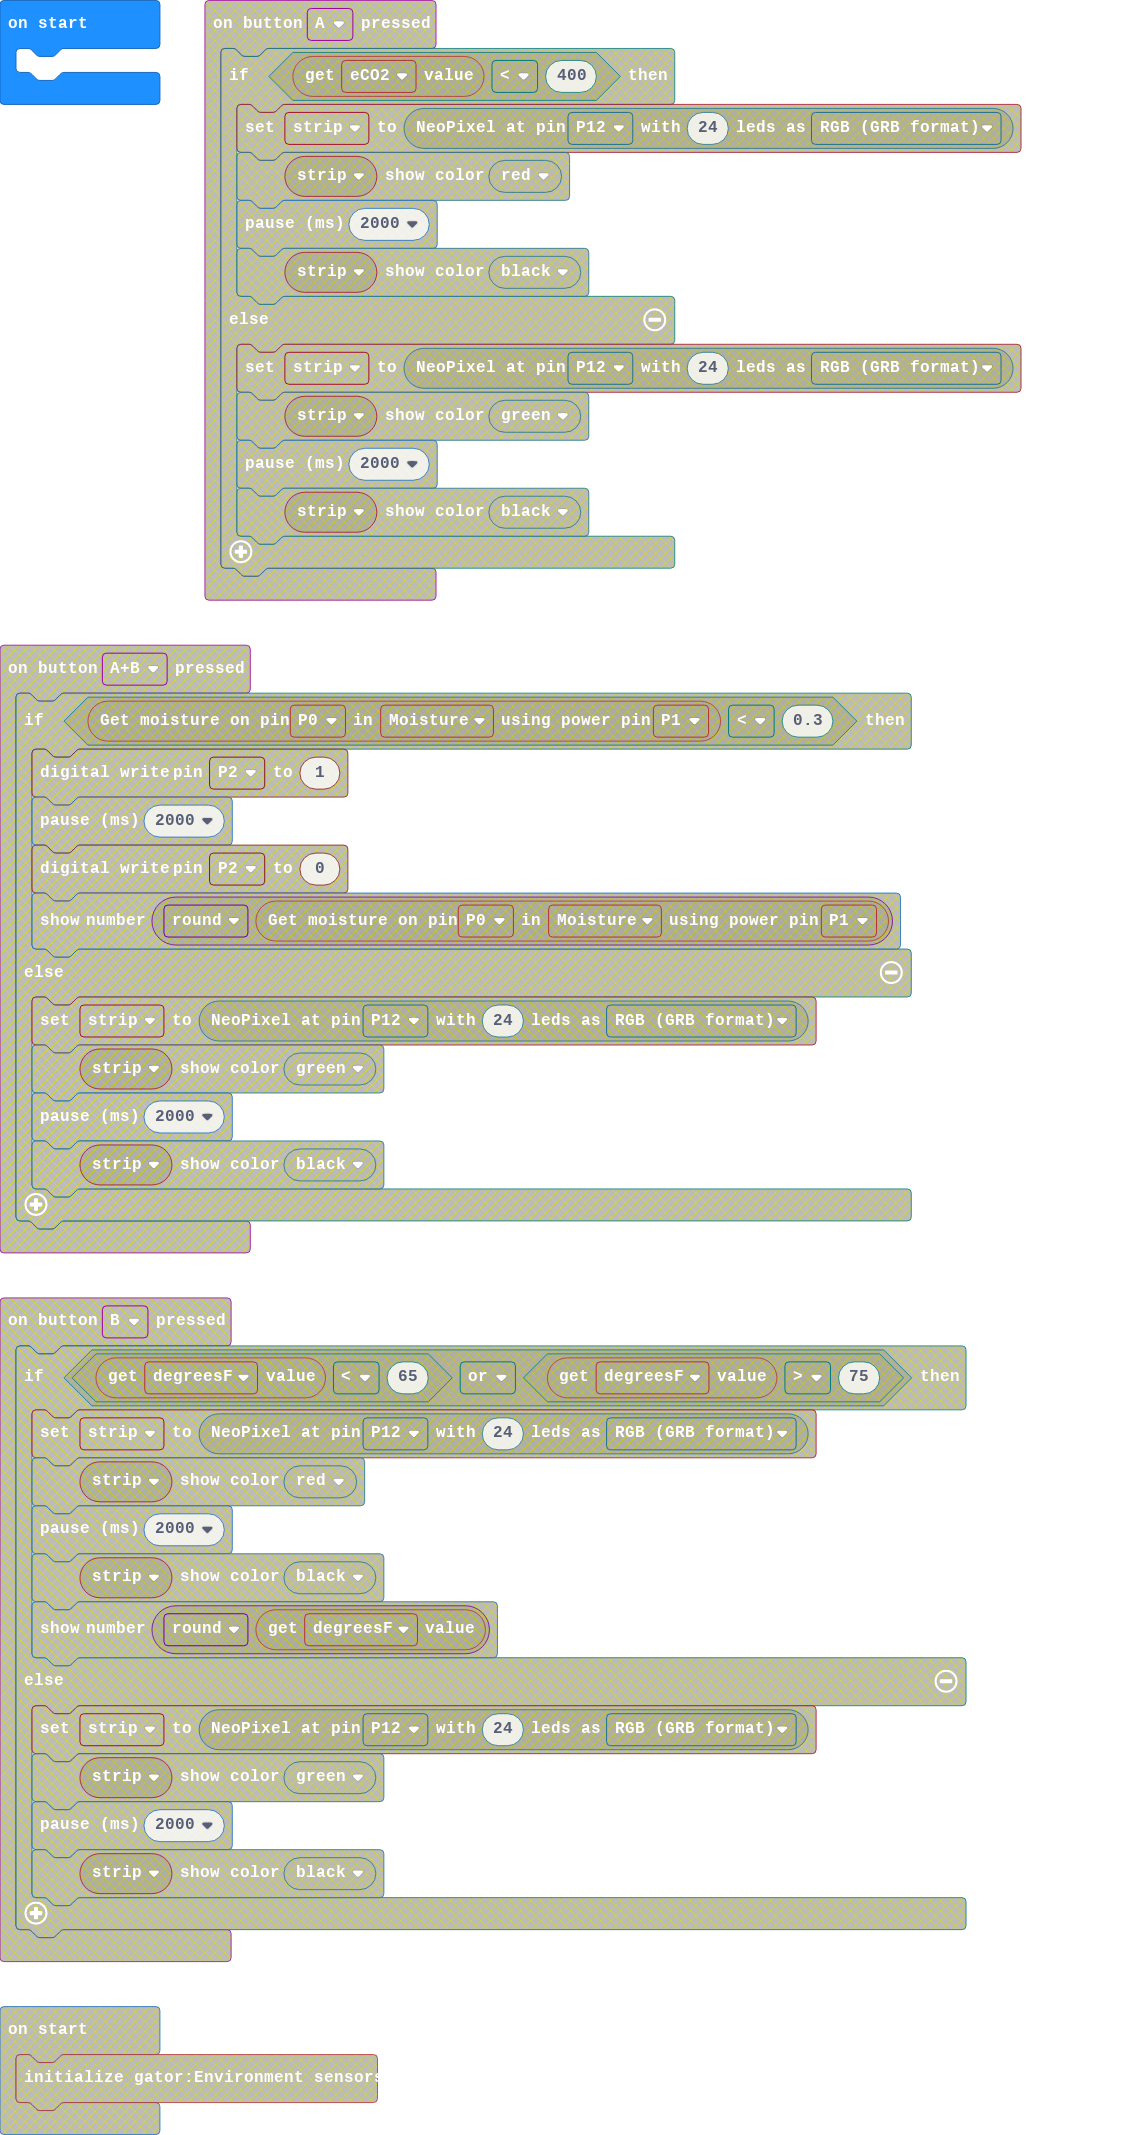 on start
on button A pressed
if get eCO2 value < 400 then
set strip to NeoPixel at pin P12 with 24 leds as RGB (GRB format)
strip show color red
pause (ms) 2000
strip show color black
else
set strip to NeoPixel at pin P12 with 24 leds as RGB (GRB format)
strip show color green
pause (ms) 2000
strip show color black
on button A+B pressed
if Get moisture on pin P0 in Moisture using power pin P1 < 0.3 then
digital write pin P2 to 1
pause (ms) 2000
digital write pin P2 to 0
show number round Get moisture on pin P0 in Moisture using power pin P1
else
set strip to NeoPixel at pin P12 with 24 leds as RGB (GRB format)
strip show color green
pause (ms) 2000
strip show color black
on button B pressed
if get degreesF value < 65 or get degreesF value > 75 then
set strip to NeoPixel at pin P12 with 24 leds as RGB (GRB format)
strip show color red
pause (ms) 2000
strip show color black
show number round get degreesF value
else
set strip to NeoPixel at pin P12 with 24 leds as RGB (GRB format)
strip show color green
pause (ms) 2000
strip show color black
on start
initialize gator:Environment sensors